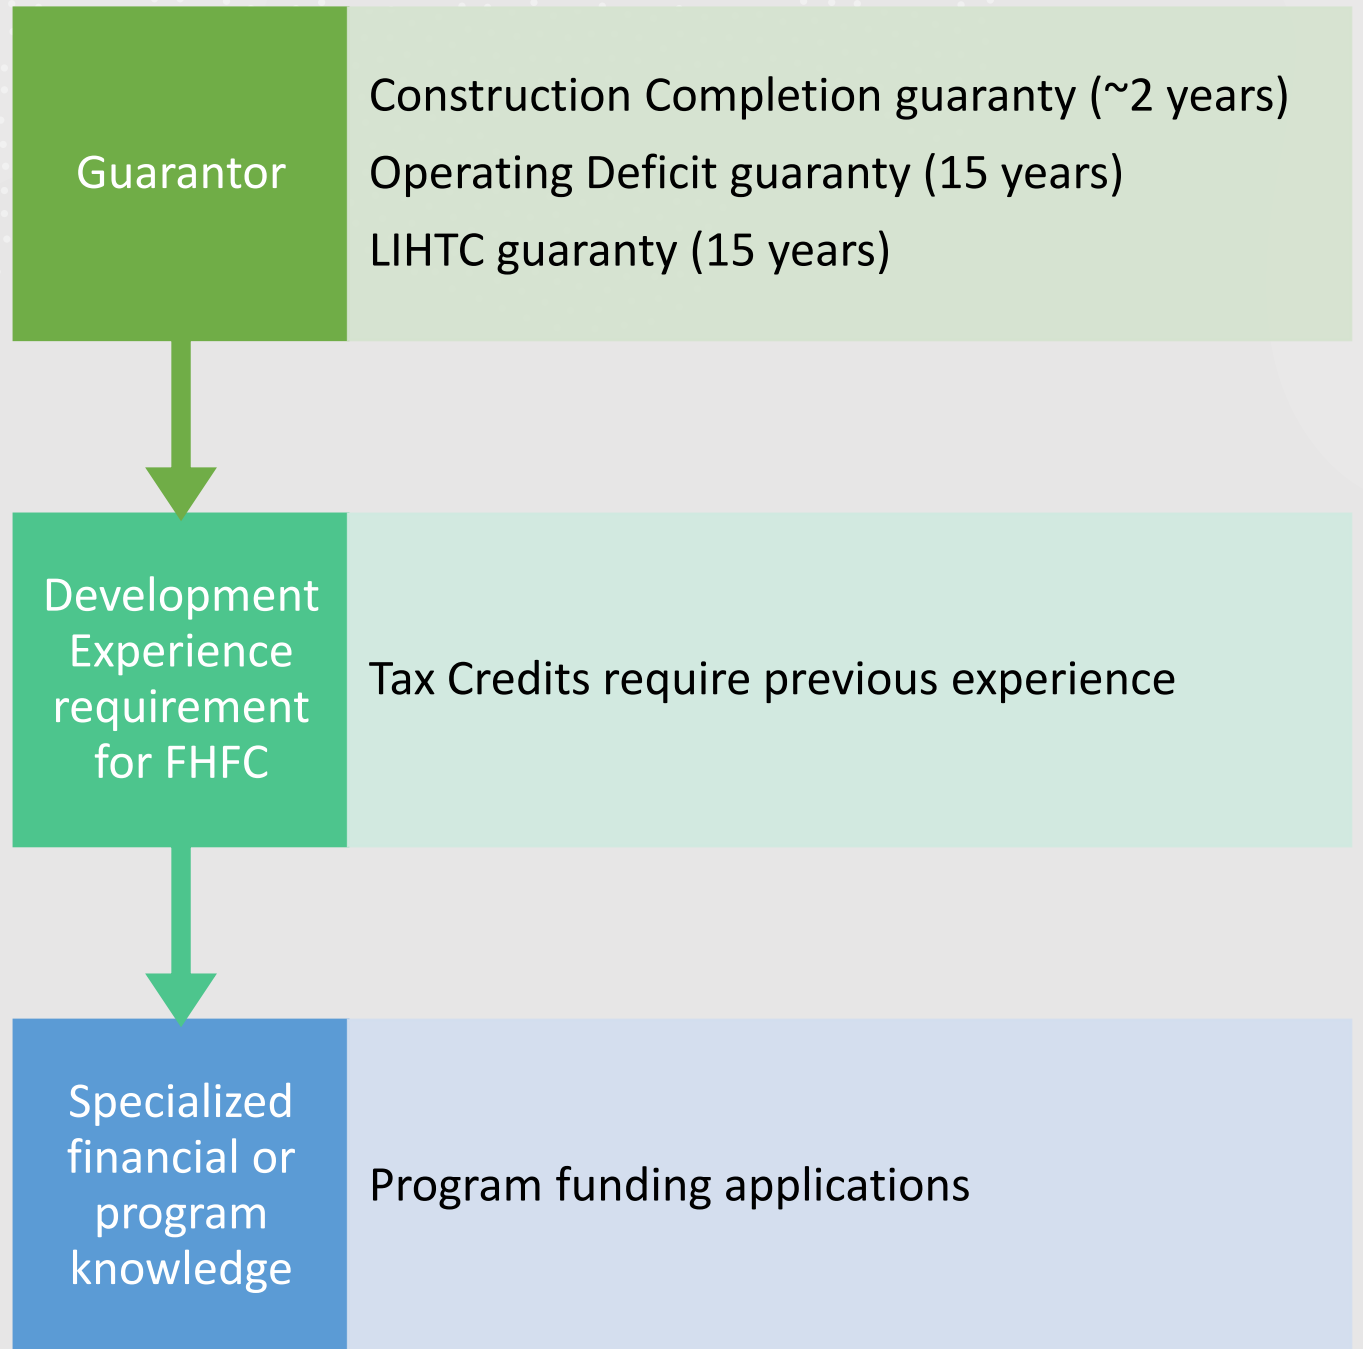 Guarantor
Construction Completion guaranty (~2 years)
Operating Deficit guaranty (15 years)
LIHTC guaranty (15 years)
Development
Experience
requirement
for FHFC
Tax Credits require previous experience
Specialized
financial or
program
knowledge
Program funding applications